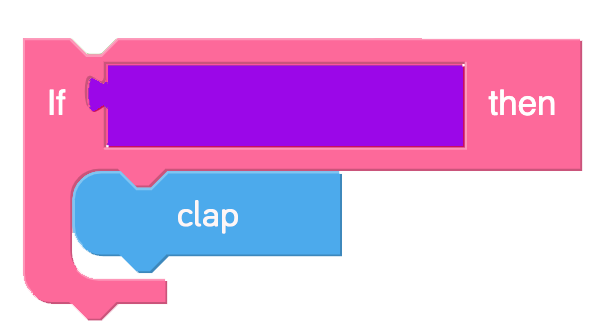 If then
clap